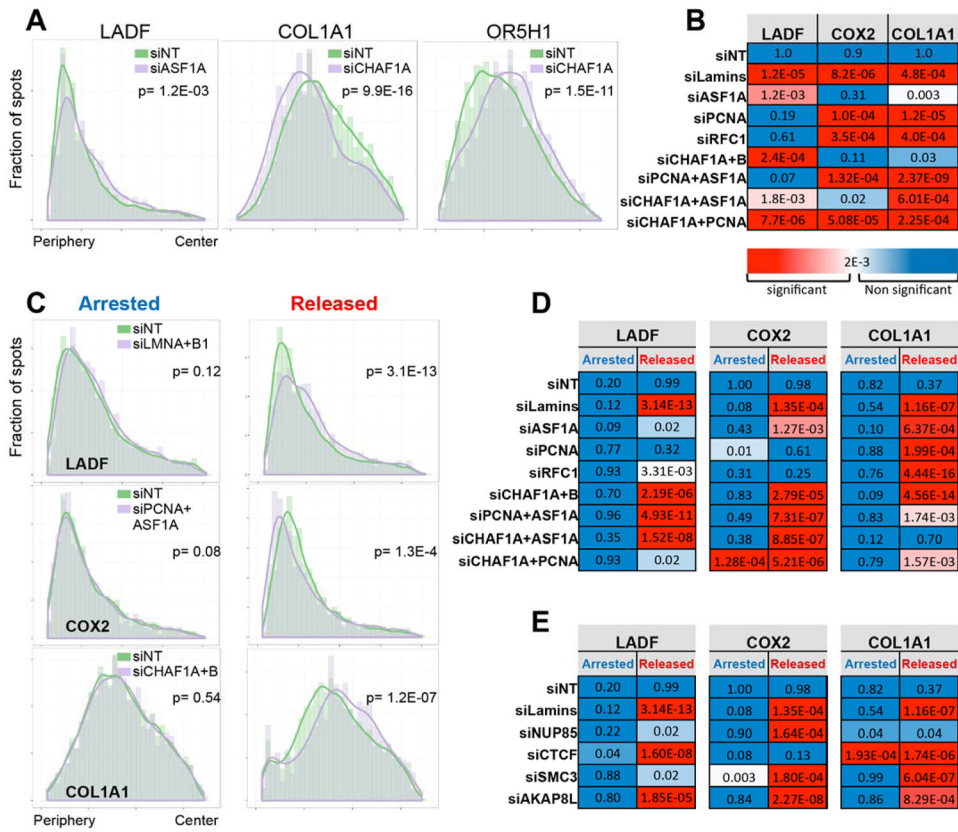 A
LADF COL1A1 OR5H1
siNT siNT siNT
siASF1A siCHAF1A siCHAF1A
p= 1.2E-03 p= 9.9E-16 p= 1.5E-11
Fraction of spots
Periphery Center
B
LADF COX2 COL1A1
siNT 1.0 0.9 1.0
siLamins 1.2E-05 8.2E-06 4.8E-04
siASF1A 1.2E-03 0.31 0.003
siPCNA 0.19 1.0E-04 1.2E-05
siRFC1 0.61 3.5E-04 4.0E-04
siCHAF1A+B 2.4E-04 0.11 0.03
siPCNA+ASF1A 0.07 1.32E-04 2.37E-09
siCHAF1A+ASF1A 1.8E-03 0.02 6.01E-04
siCHAF1A+PCNA 7.7E-06 5.08E-05 2.25E-04
2E-3
significant Non significant
C
Arrested Released
siNT
siLMNA+B1
p= 0.12 p= 3.1E-13
LADF
Fraction of spots
siNT
siPCNA+
ASF1A
p= 0.08 p= 1.3E-4
COX2
siNT
siCHAF1A+B
p= 0.54 p= 1.2E-07
COL1A1
Periphery Center
D
LADF COX2 COL1A1
Arrested Released Arrested Released Arrested Released
siNT 0.20 0.99 1.00 0.98 0.82 0.37
siLamins 0.12 3.14E-13 0.08 1.35E-04 0.54 1.16E-07
siASF1A 0.09 0.02 0.43 1.27E-03 0.10 6.37E-04
siPCNA 0.77 0.32 0.01 0.61 0.88 1.99E-04
siRFC1 0.93 3.31E-03 0.31 0.25 0.76 4.44E-16
siCHAF1A+B 0.70 2.19E-06 0.83 2.79E-05 0.09 4.56E-14
siPCNA+ASF1A 0.96 4.93E-11 0.49 7.31E-07 0.83 1.74E-03
siCHAF1A+ASF1A 0.35 1.52E-08 0.38 8.85E-07 0.12 0.70
siCHAF1A+PCNA 0.93 0.02 1.28E-04 5.21E-06 0.79 1.57E-03
E
LADF COX2 COL1A1
Arrested Released Arrested Released Arrested Released
siNT 0.20 0.99 1.00 0.98 0.82 0.37
siLamins 0.12 3.14E-13 0.08 1.35E-04 0.54 1.16E-07
siNUP85 0.22 0.02 0.90 1.64E-04 0.04 0.04
siCTCF 0.04 1.60E-08 0.08 0.13 1.93E-04 1.74E-06
siSMC3 0.88 0.02 0.003 1.80E-04 0.99 6.04E-07
siAKAP8L 0.80 1.85E-05 0.84 2.27E-08 0.86 8.29E-04